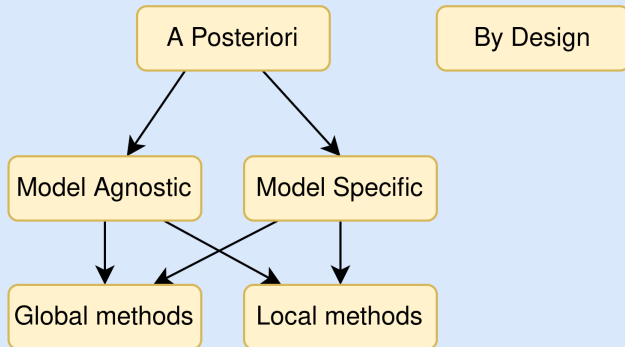 A Posteriori
By Design
Model Agnostic
Model Specific
Global methods
Local methods